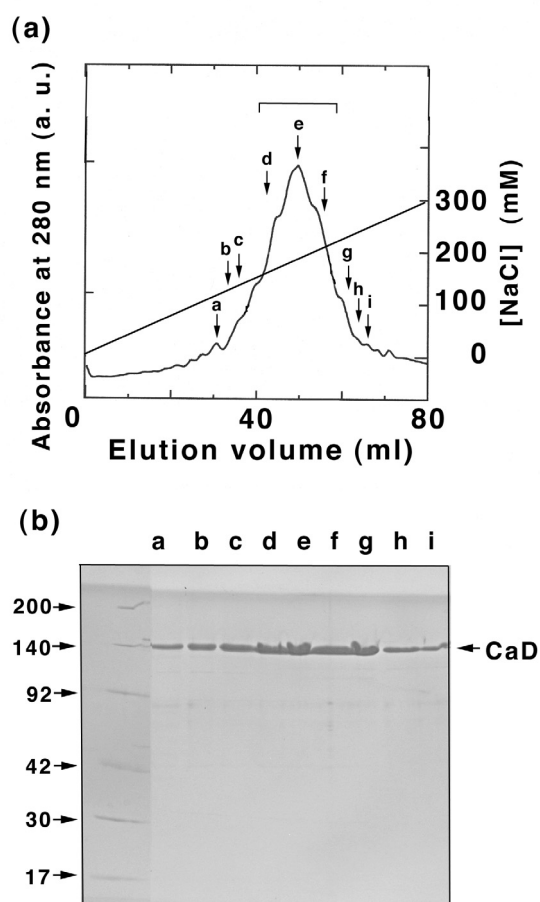 (a)
Absorbance at 280 nm (a. u.)
[NaCl] (mM)
e
d
f
b
c
g
a
h
i
300
200
100
0
0
40
80
Elution volume (ml)
(b)
a b c d e f g h i
200
140
CaD
92
42
30
17